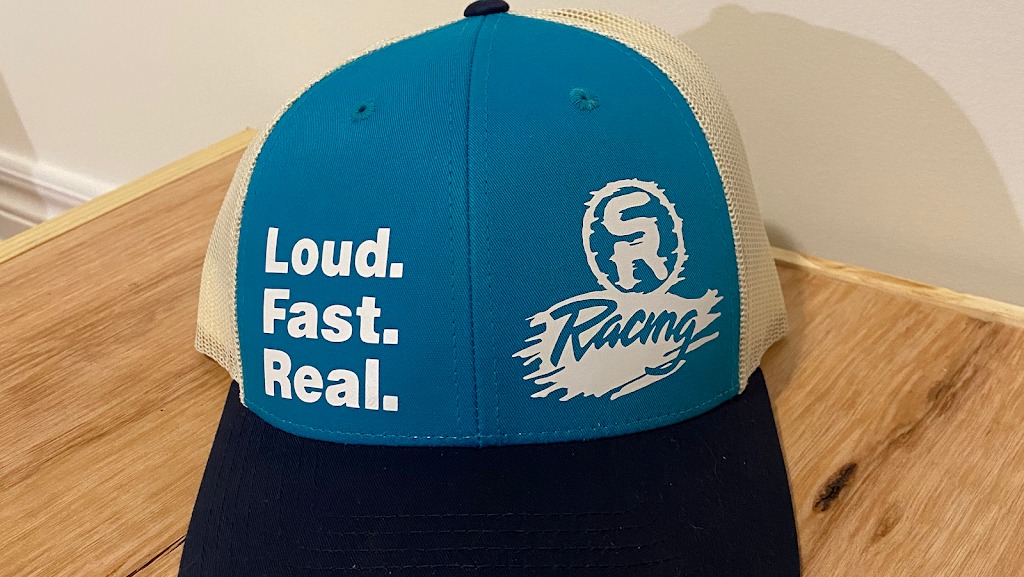 Loud.
Fast.
Real.
SR
Racing